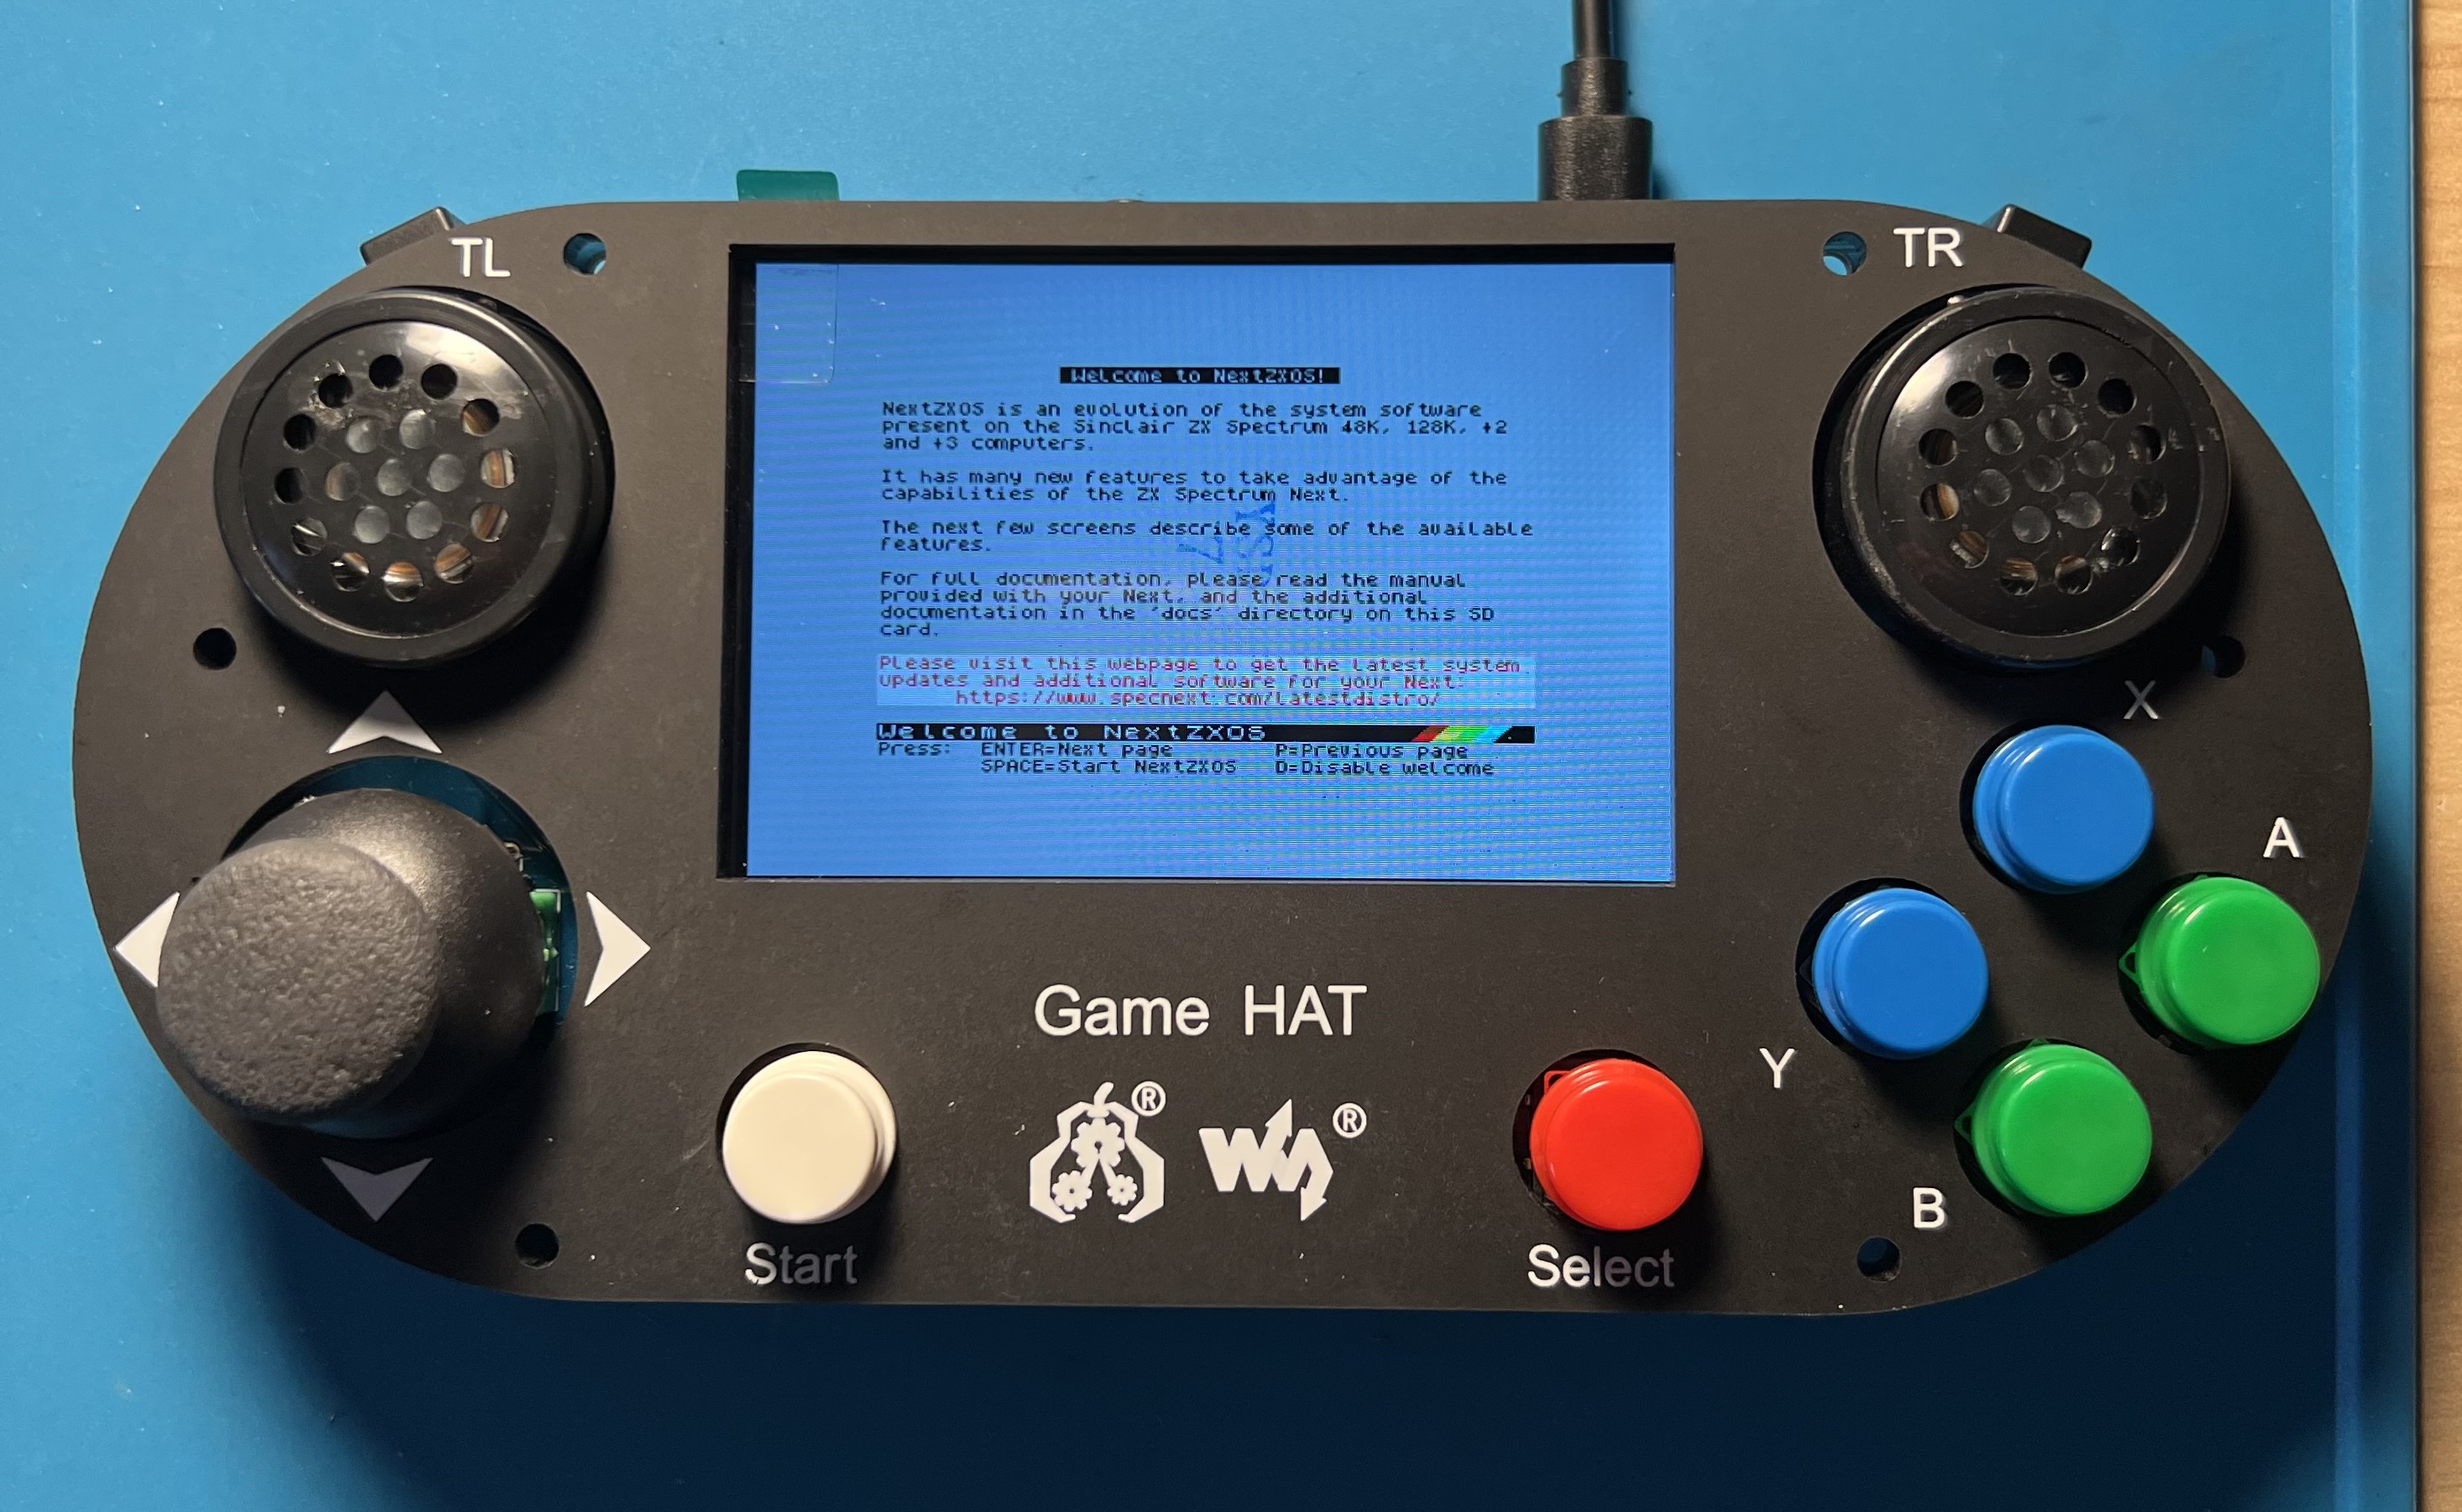 TL
TR
Welcome to NextZXOS!
NextZXOS is an evolution of the system software
present on the Sinclair ZX Spectrum 48K, 128K, +2
and +3 computers.
It has many new features to take advantage of the
capabilities of the ZX Spectrum Next.
The next few screens describe some of the available
features.
For full documentation, please read the manual
provided with your Next, and the additional
documentation in the 'docs' directory on this SD
card.
Please visit this webpage to get the latest system
updates and additional software for your Next:
https://www.specnext.com/latestdistro/
Welcome to NextZXOS
Press: ENTER=Next page P=Previous page
SPACE=Start NextZXOS D=Disable welcome
X
A
Y
B
Game HAT
® ®
Start
Select